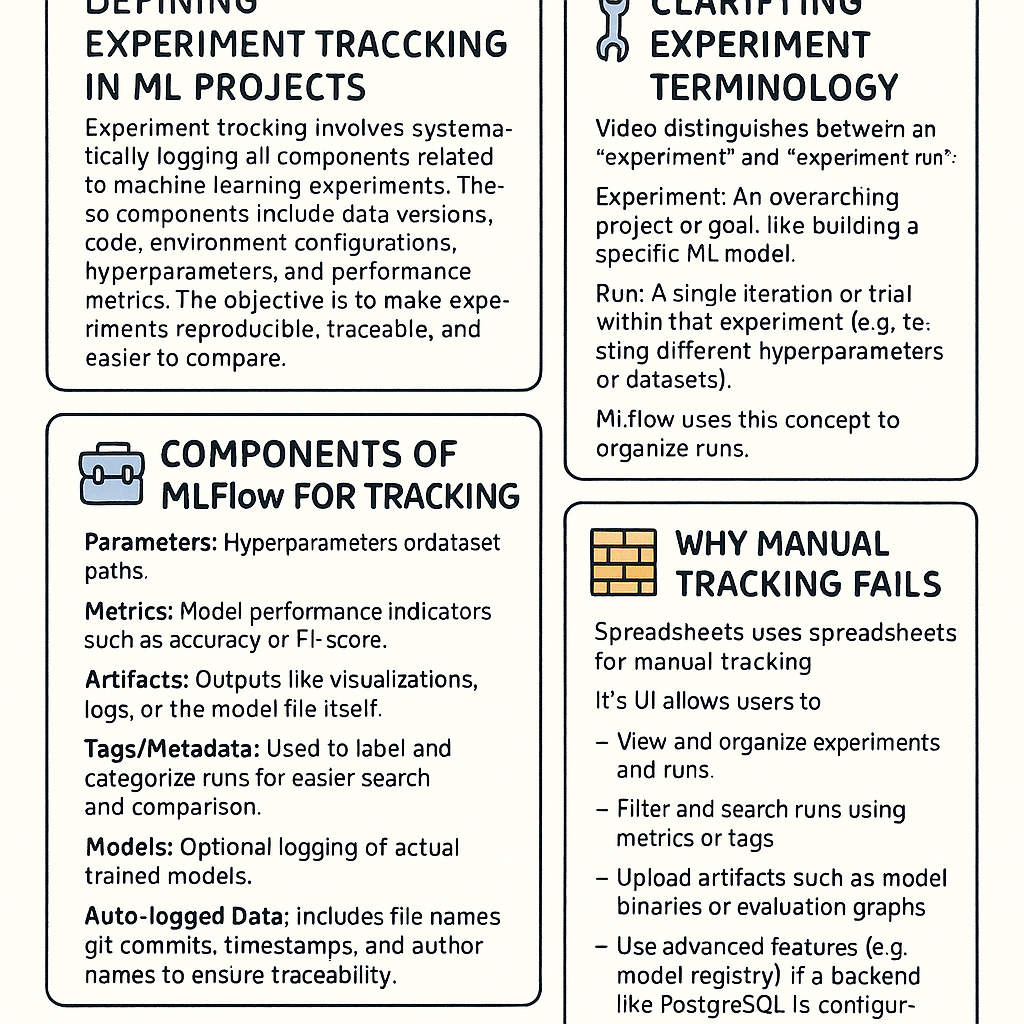 DEFINING
EXPERIMENT TRACCKING
IN ML PROJECTS
Experiment trocking involves systema-
tically logging all components related
to machine learning experiments. The-
so components include data versions,
code, environment configurations,
hyperparameters, and performance
metrics. The objective is to make expe-
riments reproducible, traceable, and
easier to compare.
COMPONENTS OF
MLFlow FOR TRACKING
Parameters: Hyperparameters ordataset
paths.
Metrics: Model performance indicators
such as accuracy or FI-score.
Artifacts: Outputs like visualizations,
logs, or the model file itself.
Tags/Metadata: Used to label and
categorize runs for easier search
and comparison.
Models: Optional logging of actual
trained models.
Auto-logged Data; includes file names
git commits, timestamps, and author
names to ensure traceability.
CLARIFYING
EXPERIMENT
TERMINOLOGY
Video distinguishes betweırn an
“experiment” and “experiment run”:
Experiment: An overarching
project or goal. like building a
specific ML model.
Run: A single iteration or trial
within that experiment (e.g, te:
sting different hyperparameters
or datasets).
Mi.flow uses this concept to
organize runs.
WHY MANUAL
TRACKING FAILS
Spreadsheets uses spreadsheets
for manual tracking
It’s UI allows users to
– View and organize experiments
and runs.
– Filter and search runs using
metrics or tags
– Upload artifacts such as model
binaries or evaluation graphs
– Use advanced features (e.g.
model registry) if a backend
like PostgreSQL Is configur-